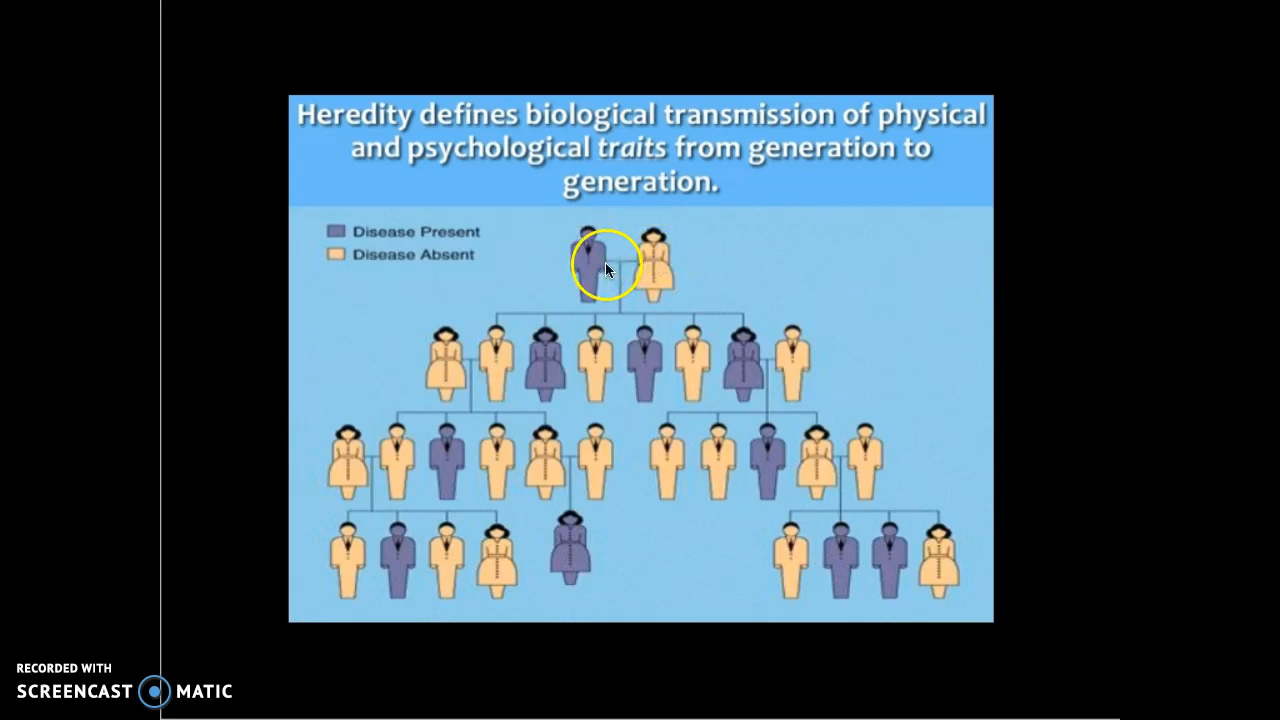 Heredity defines biological transmission of physical
and psychological traits from generation to
generation.
Disease Present
Disease Absent
RECORDED WITH
SCREENCAST MATIC